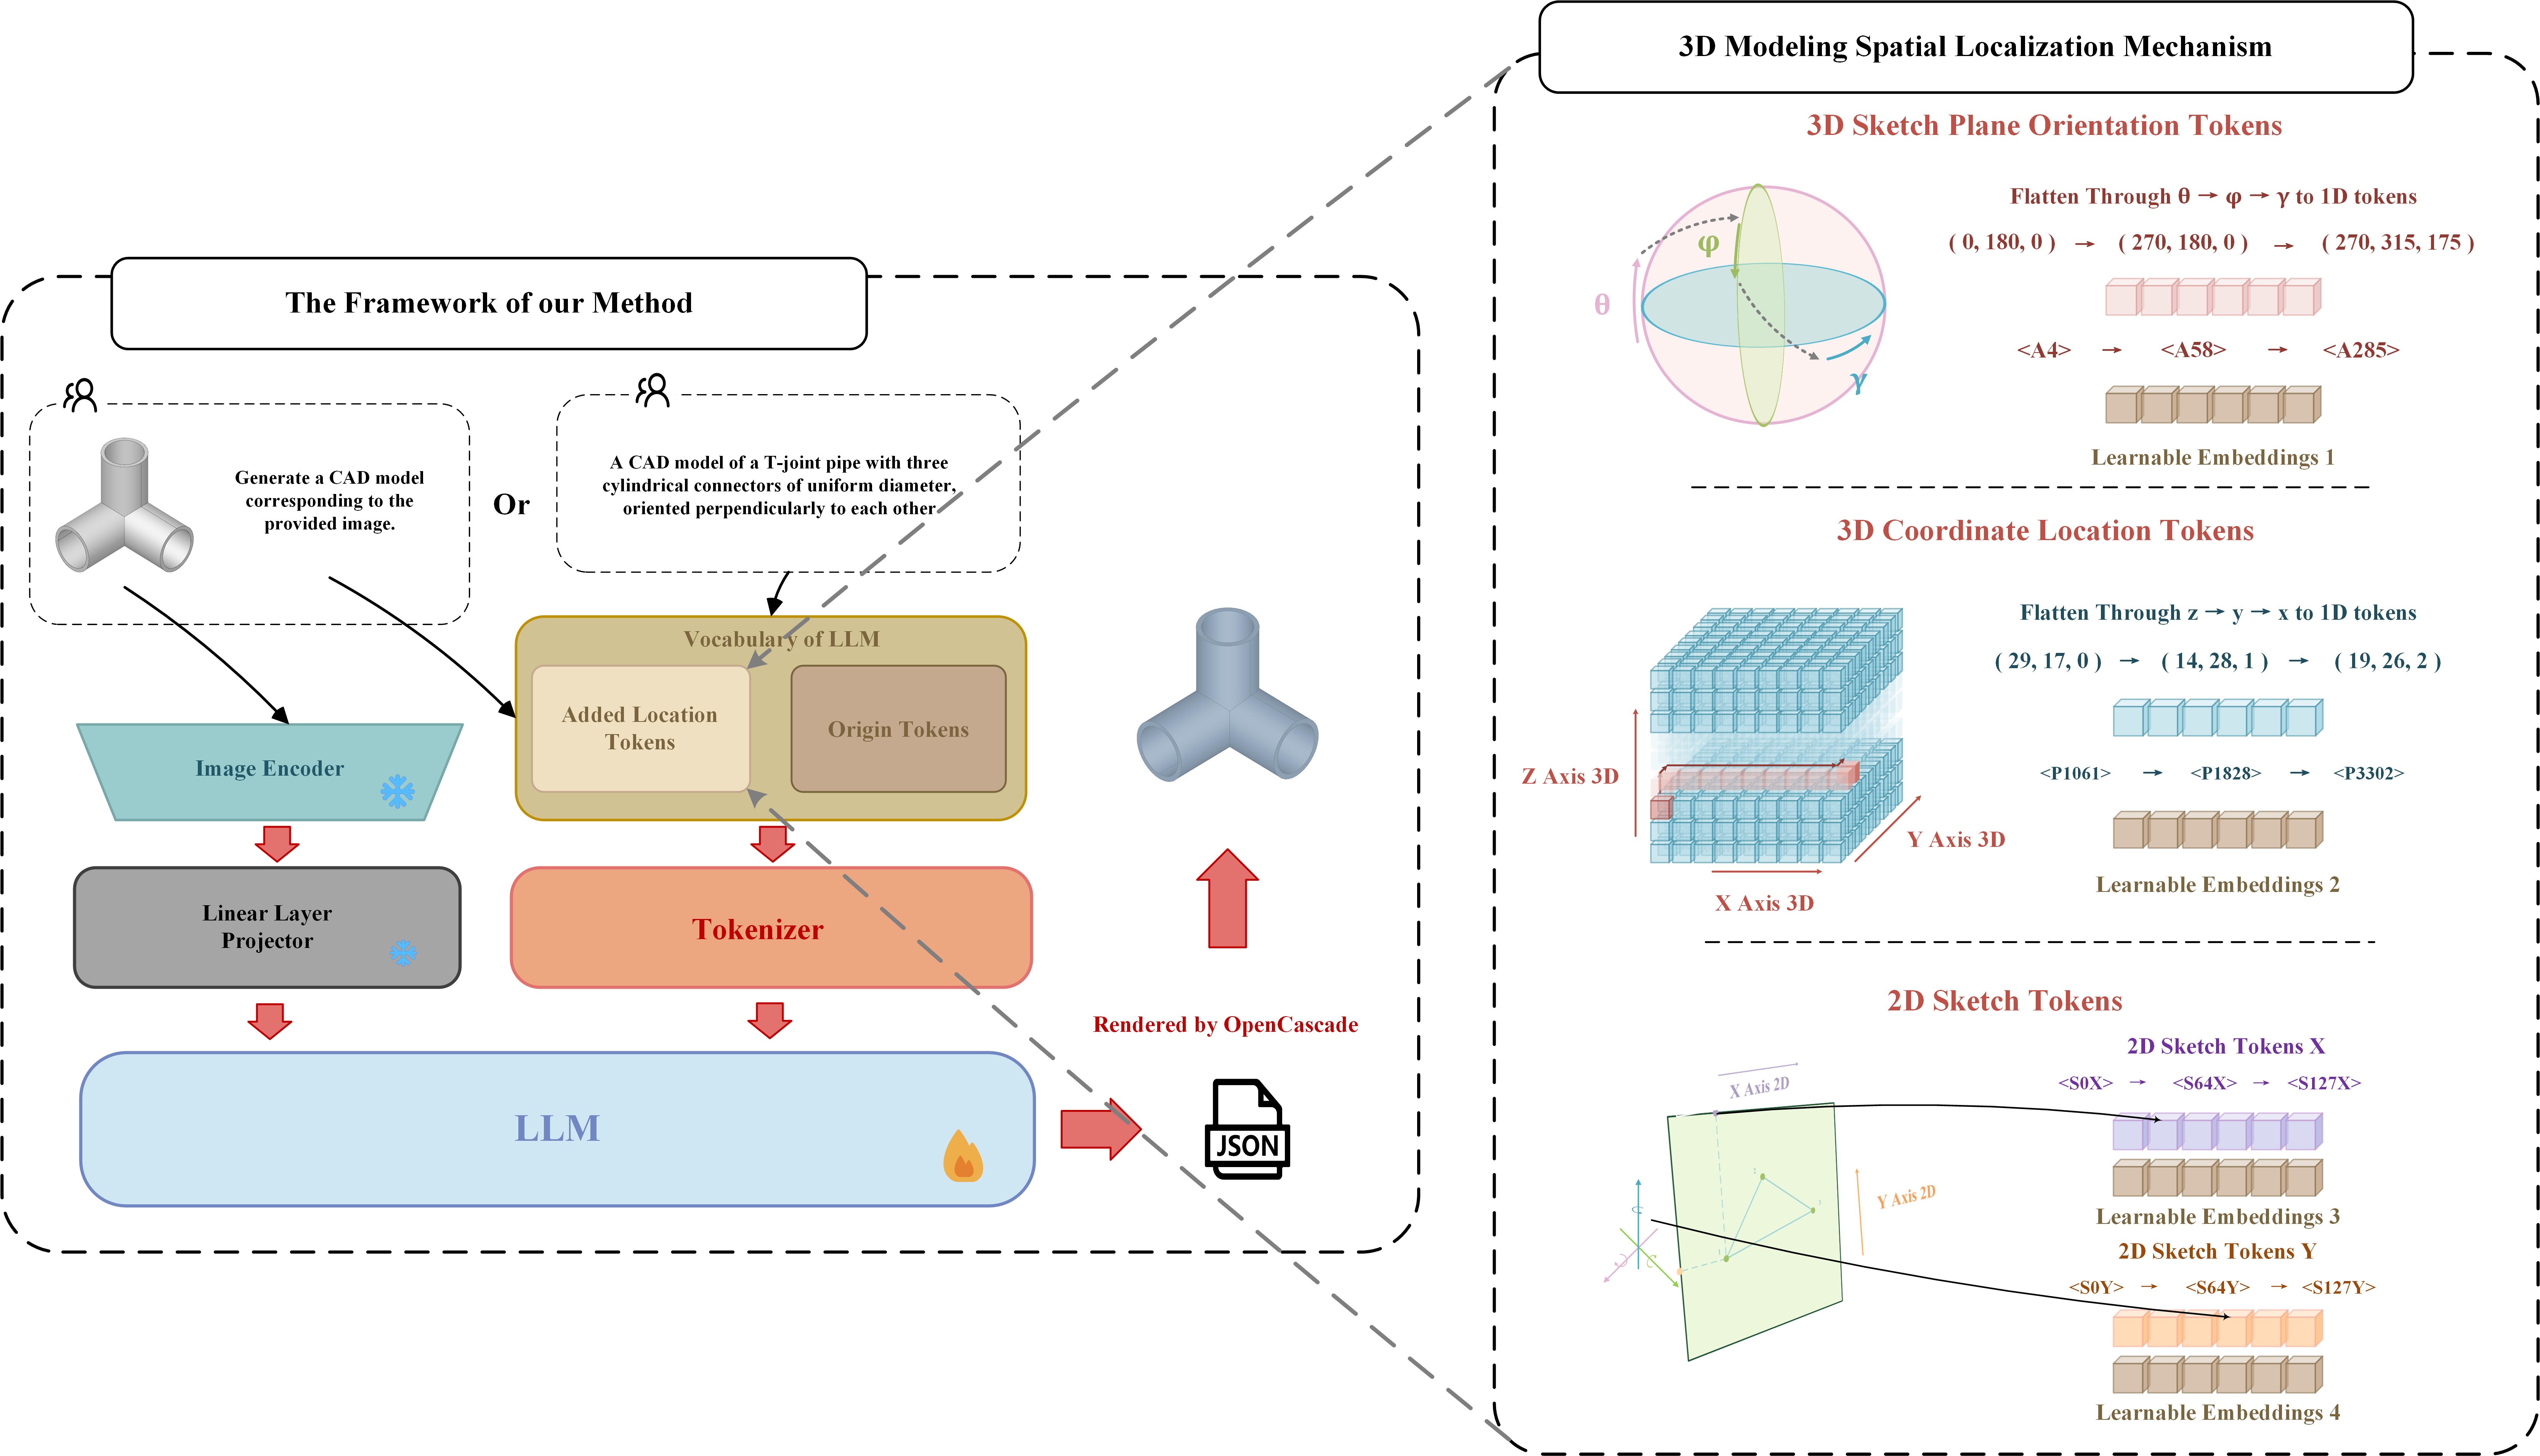 The Framework of our Method
Generate a CAD model
corresponding to the
provided image.
Or
A CAD model of a T-joint pipe with three
cylindrical connectors of uniform diameter,
oriented perpendicularly to each other
Vocabulary of LLM
Added Location
Tokens
Origin Tokens
Image Encoder
Linear Layer
Projector
Tokenizer
LLM
Rendered by OpenCascade
JSON
3D Modeling Spatial Localization Mechanism
3D Sketch Plane Orientation Tokens
θ
φ
γ
Flatten Through θ → φ → γ to 1D tokens
( 0, 180, 0 ) → ( 270, 180, 0 ) → ( 270, 315, 175 )
<A4> → <A58> → <A285>
Learnable Embeddings 1
3D Coordinate Location Tokens
Z Axis 3D
Y Axis 3D
X Axis 3D
Flatten Through z → y → x to 1D tokens
( 29, 17, 0 ) → ( 14, 28, 1 ) → ( 19, 26, 2 )
<P1061> → <P1828> → <P3302>
Learnable Embeddings 2
2D Sketch Tokens
X Axis 2D
Y Axis 2D
2D Sketch Tokens X
<S0X> → <S64X> → <S127X>
Learnable Embeddings 3
2D Sketch Tokens Y
<S0Y> → <S64Y> → <S127Y>
Learnable Embeddings 4